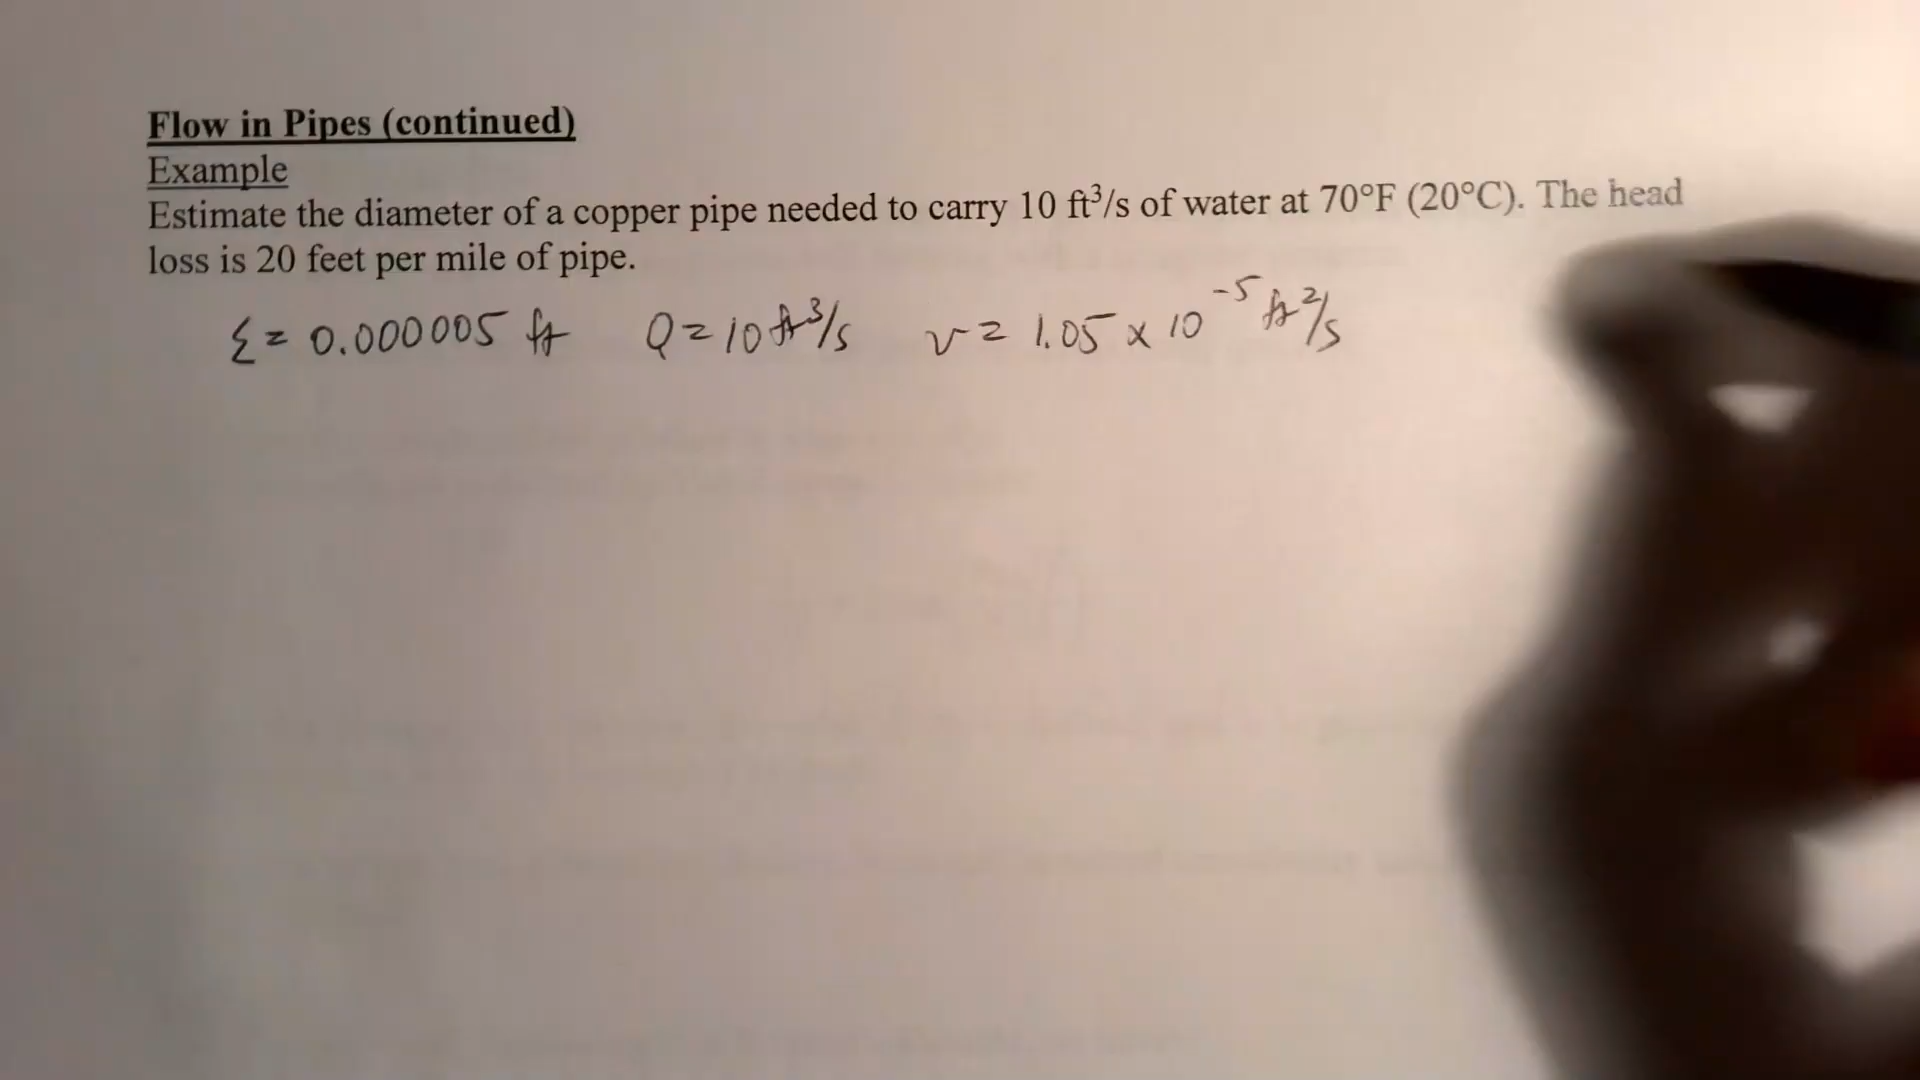 Flow in Pipes (continued)
Example
Estimate the diameter of a copper pipe needed to carry 10 ft³/s of water at 70°F (20°C). The head
loss is 20 feet per mile of pipe.
ε = 0.000005 ft Q = 10 ft³/s ν = 1.05 x 10⁻⁵ ft²/s